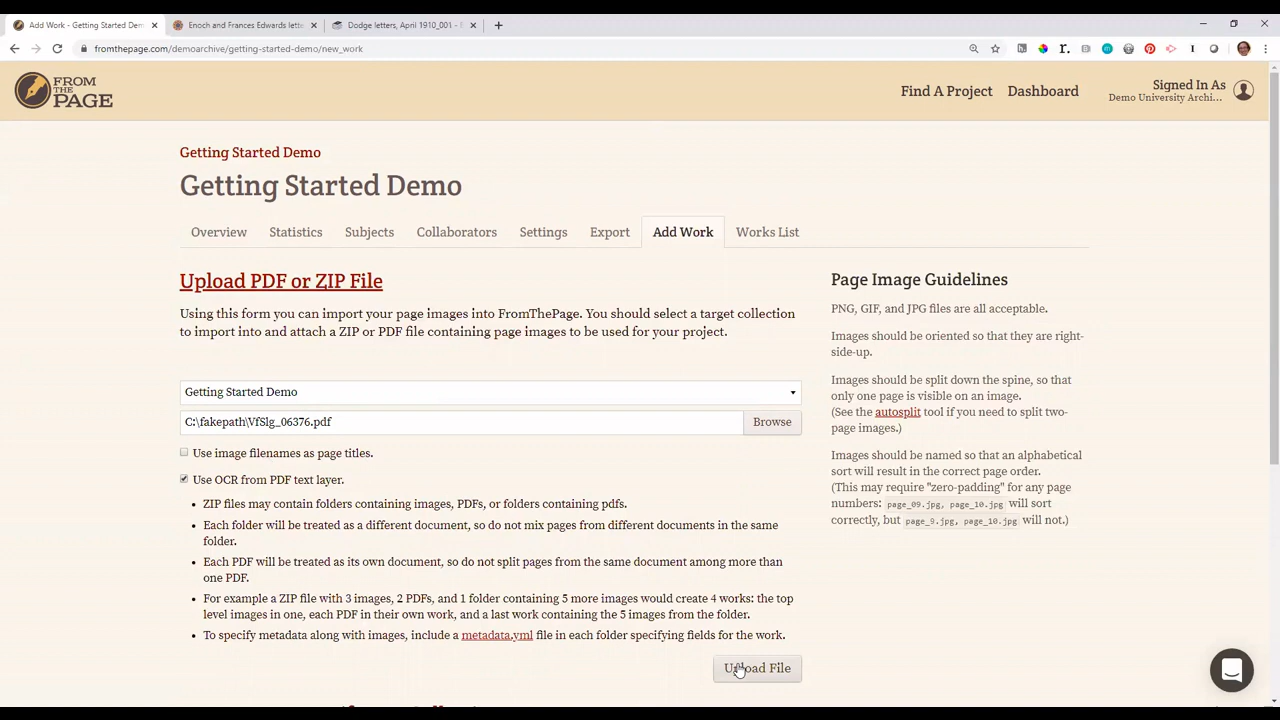 Add Work - Getting Started Dem
Enoch and Frances Edwards lette
Dodge letters, April 1910_001 -
fromthepage.com/demoarchive/getting-started-demo/new_work
FROM
THE
PAGE
Find A Project
Dashboard
Signed In As
Demo University Archi...
Getting Started Demo
Getting Started Demo
Overview
Statistics
Subjects
Collaborators
Settings
Export
Add Work
Works List
Upload PDF or ZIP File
Using this form you can import your page images into FromThePage. You should select a target collection
to import into and attach a ZIP or PDF file containing page images to be used for your project.
Getting Started Demo
C:\fakepath\VfSlg_06376.pdf
Browse
Use image filenames as page titles.
Use OCR from PDF text layer.
• ZIP files may contain folders containing images, PDFs, or folders containing pdfs.
• Each folder will be treated as a different document, so do not mix pages from different documents in the same
folder.
• Each PDF will be treated as its own document, so do not split pages from the same document among more than
one PDF.
• For example a ZIP file with 3 images, 2 PDFs, and 1 folder containing 5 more images would create 4 works: the top
level images in one, each PDF in their own work, and a last work containing the 5 images from the folder.
• To specify metadata along with images, include a metadata.yml file in each folder specifying fields for the work.
Upload File
Page Image Guidelines
PNG, GIF, and JPG files are all acceptable.
Images should be oriented so that they are right-
side-up.
Images should be split down the spine, so that
only one page is visible on an image.
(See the autosplit tool if you need to split two-
page images.)
Images should be named so that an alphabetical
sort will result in the correct page order.
(This may require "zero-padding" for any page
numbers: page_09.jpg, page_10.jpg will sort
correctly, but page_9.jpg, page_10.jpg will not.)